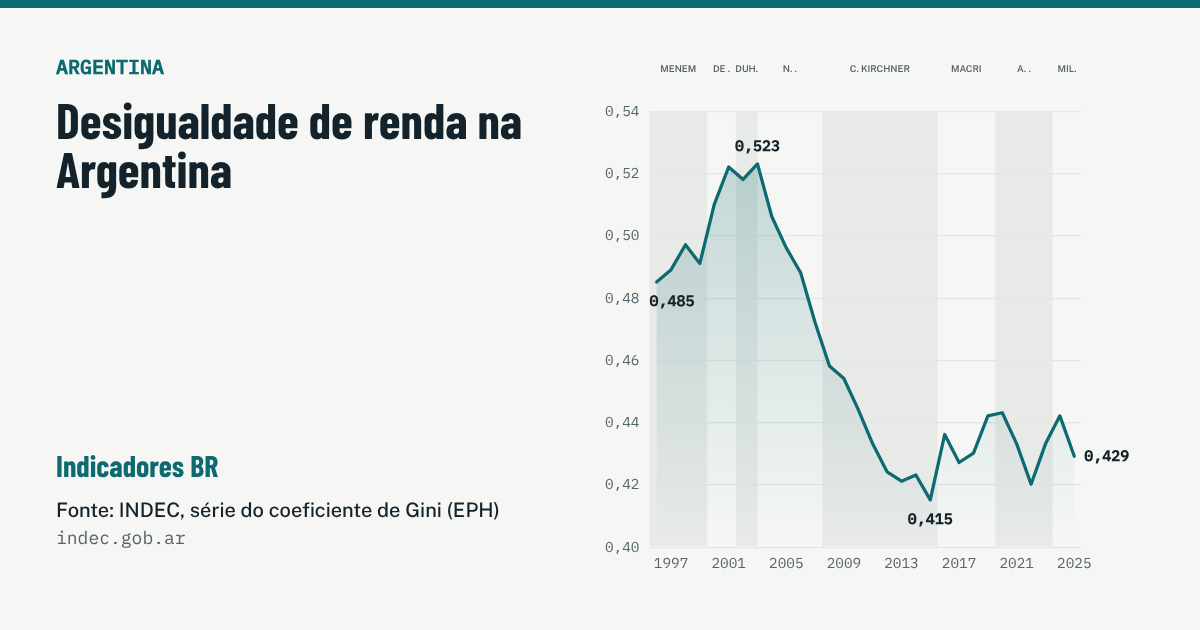 ARGENTINA
Desigualdade de renda na
Argentina
Indicadores BR
Fonte: INDEC, série do coeficiente de Gini (EPH)
indec.gob.ar
MENEM DE. DUH. N.. C. KIRCHNER MACRI A.. MIL.
0,54
0,523
0,52
0,50
0,48
0,485
0,46
0,44
0,429
0,42
0,415
0,40
1997 2001 2005 2009 2013 2017 2021 2025